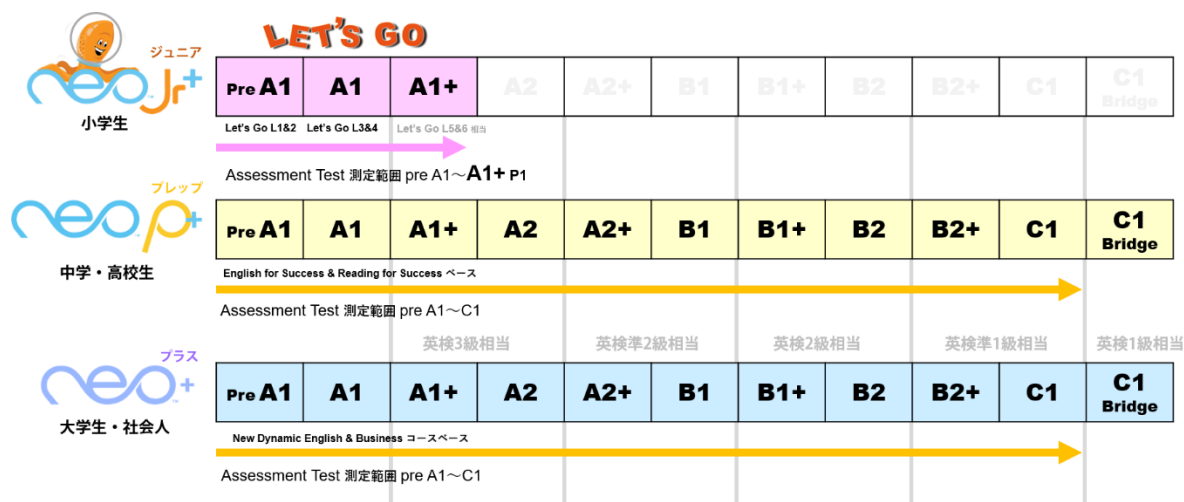 LET'S GO
ジュニア
neo Jr+
小学生
Pre A1 A1 A1+ A2 A2+ B1 B1+ B2 B2+ C1 C1 Bridge
Let's Go L1&2 Let's Go L3&4 Let's Go L5&6 相当
Assessment Test 測定範囲 pre A1～A1+ P1
プレップ
neo p+
中学・高校生
Pre A1 A1 A1+ A2 A2+ B1 B1+ B2 B2+ C1 C1 Bridge
English for Success & Reading for Success ベース
Assessment Test 測定範囲 pre A1～C1
英検3級相当 英検準2級相当 英検2級相当 英検準1級相当 英検1級相当
プラス
neo+
大学生・社会人
Pre A1 A1 A1+ A2 A2+ B1 B1+ B2 B2+ C1 C1 Bridge
New Dynamic English & Business コースベース
Assessment Test 測定範囲 pre A1～C1